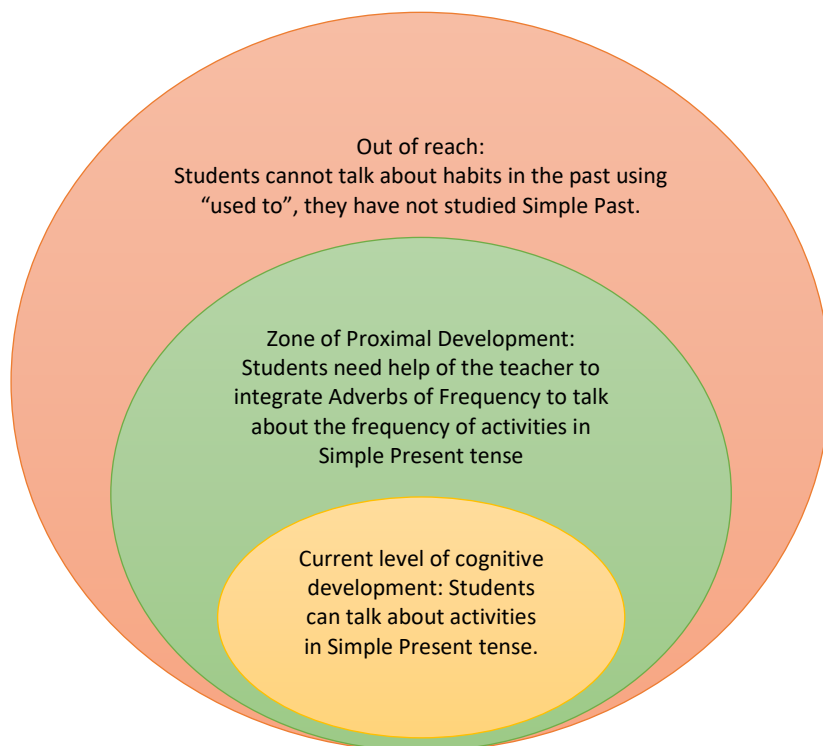 Out of reach:
Students cannot talk about habits in the past using
“used to”, they have not studied Simple Past.
Zone of Proximal Development:
Students need help of the teacher to
integrate Adverbs of Frequency to talk
about the frequency of activities in
Simple Present tense
Current level of cognitive
development: Students
can talk about activities
in Simple Present tense.